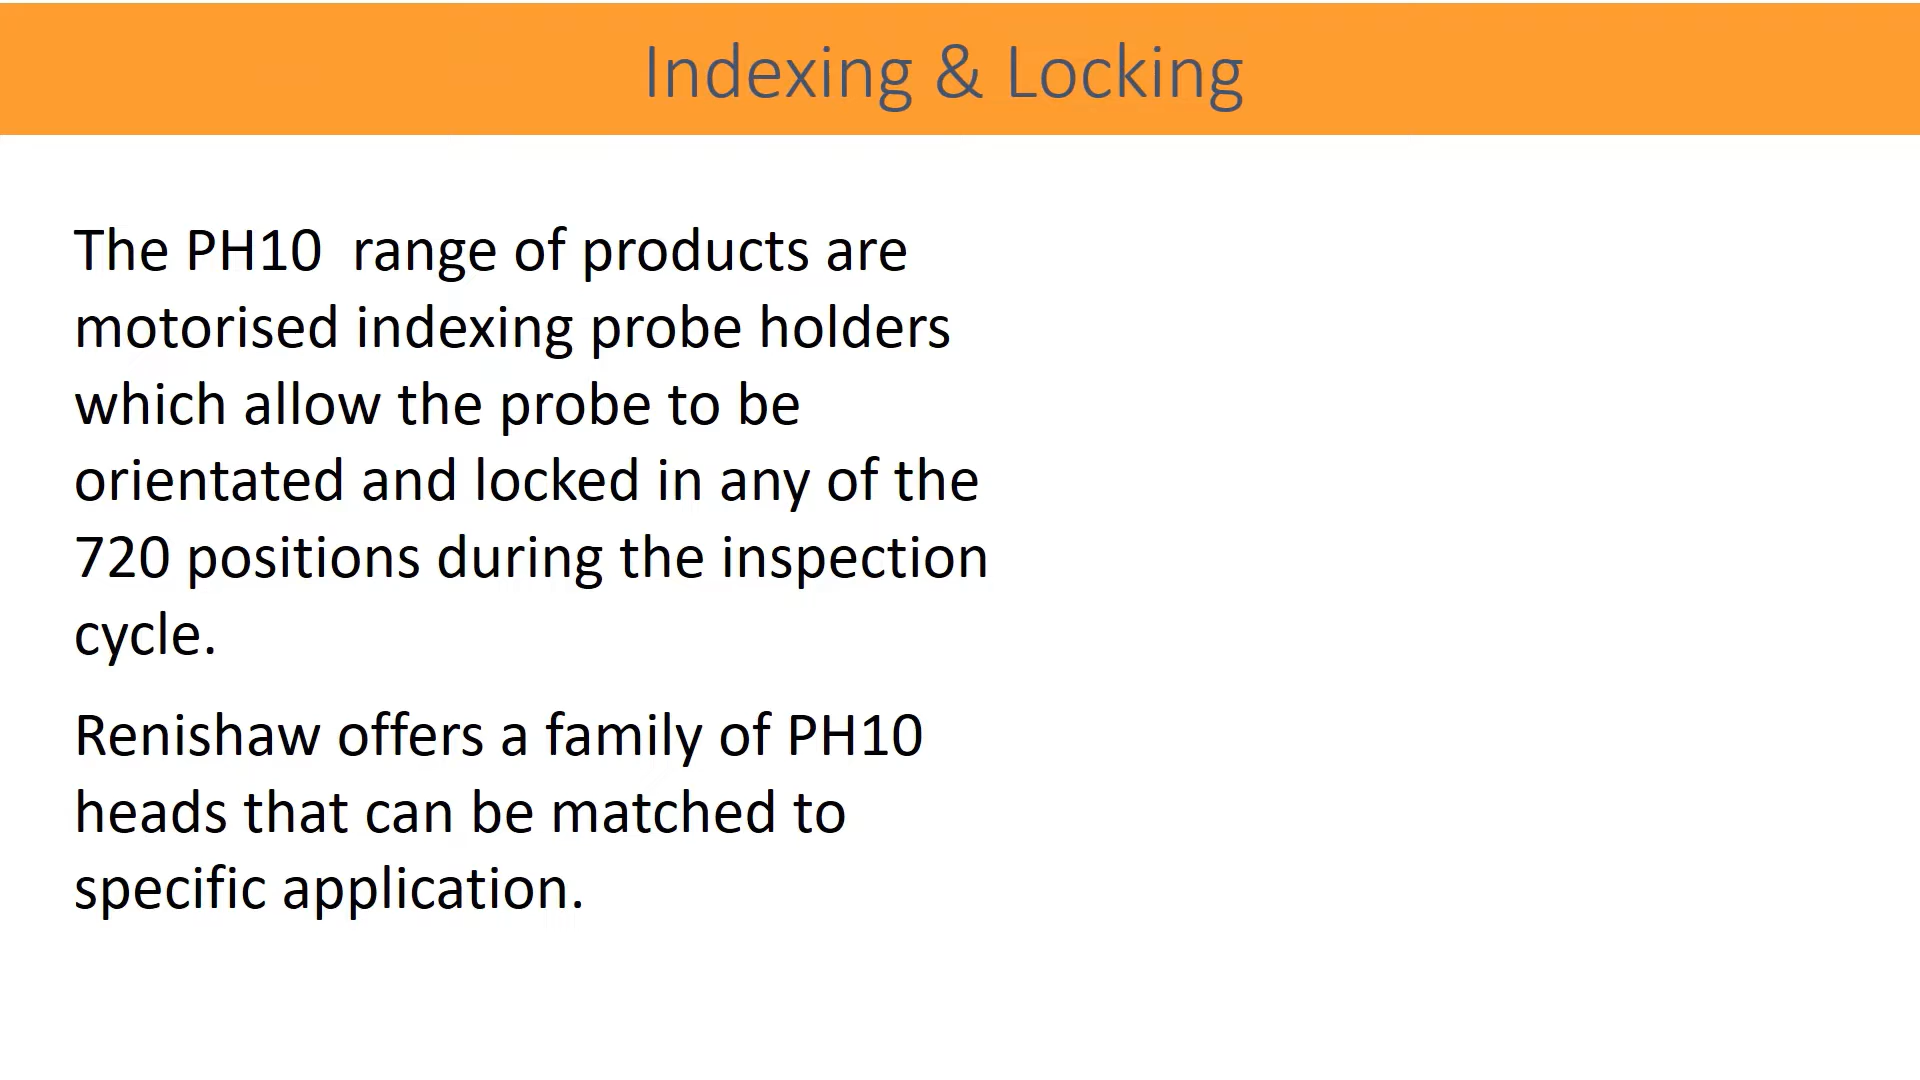 Indexing & Locking
The PH10  range of products are
motorised indexing probe holders
which allow the probe to be
orientated and locked in any of the
720 positions during the inspection
cycle.
Renishaw offers a family of PH10
heads that can be matched to
specific application.